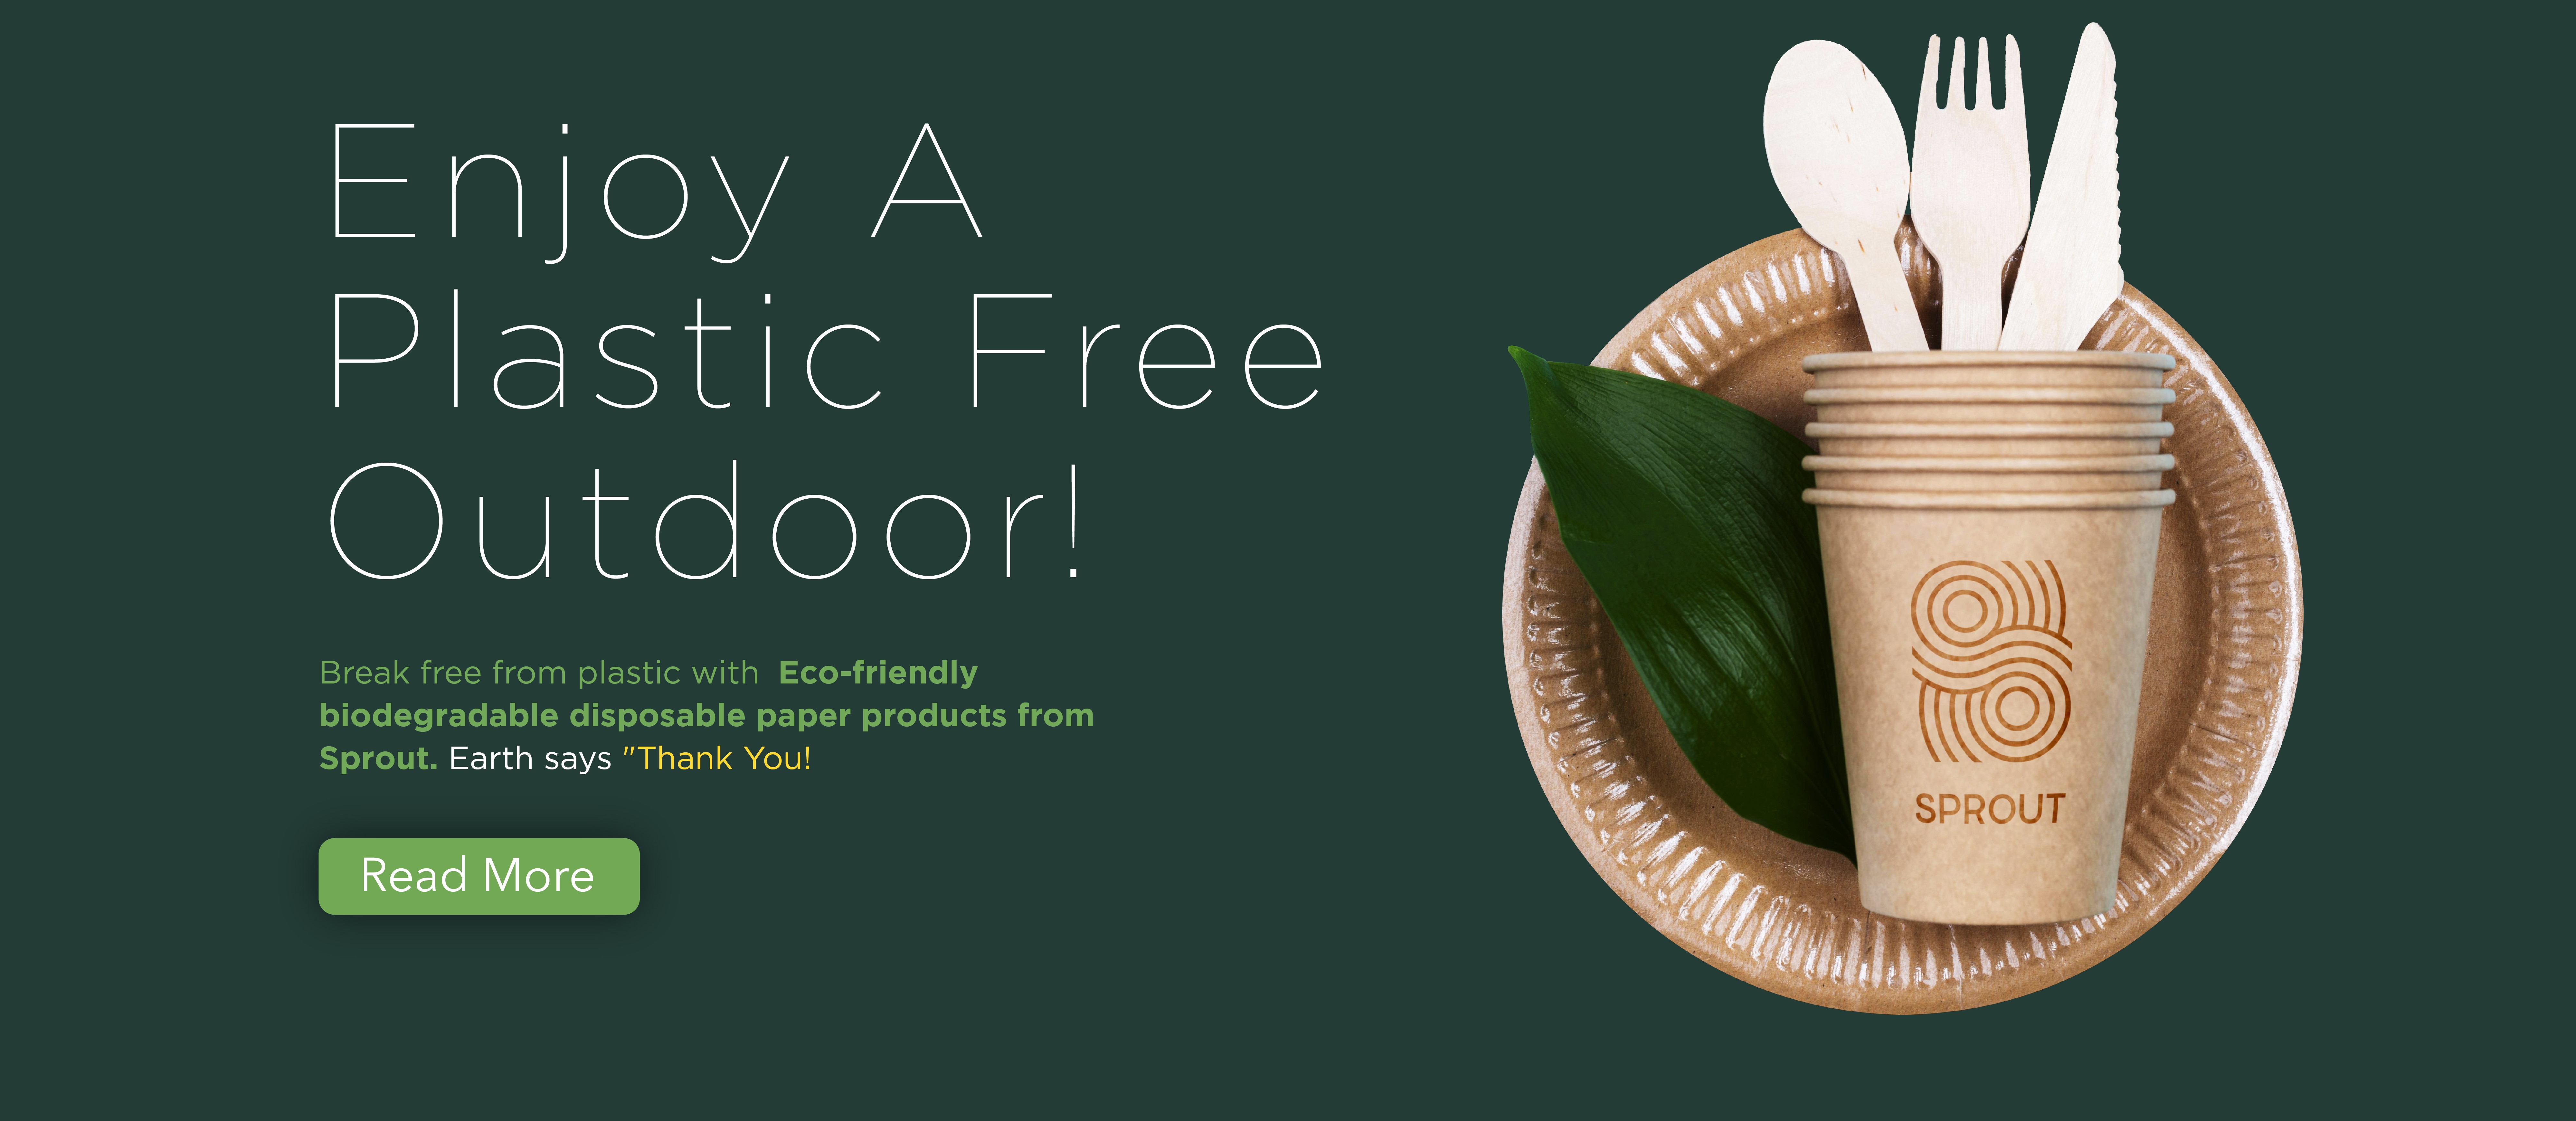 Enjoy A
Plastic Free
Outdoor!
Break free from plastic with Eco-friendly
biodegradable disposable paper products from
Sprout. Earth says "Thank You!
Read More
SPROUT